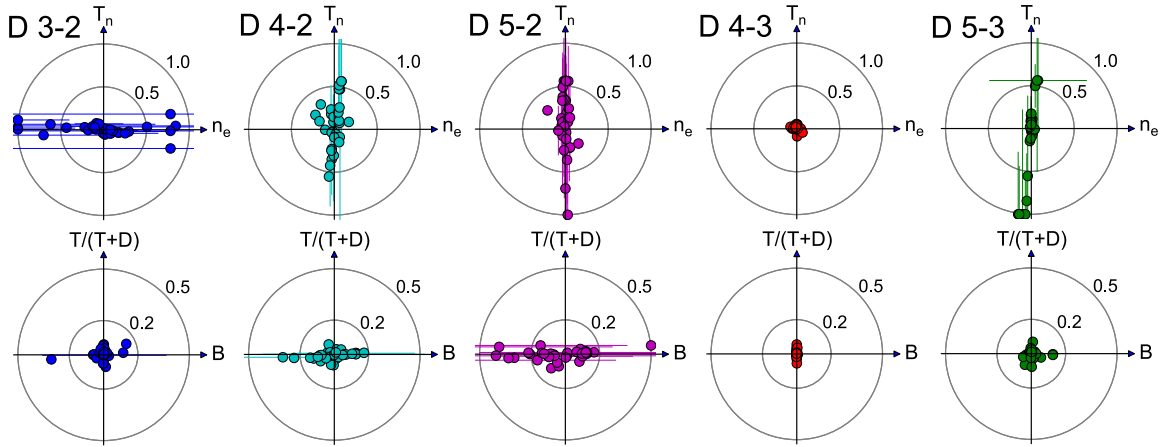 D 3-2 T_n 1.0 0.5 n_e
D 4-2 T_n 1.0 0.5 n_e
D 5-2 T_n 1.0 0.5 n_e
D 4-3 T_n 1.0 0.5 n_e
D 5-3 T_n 1.0 0.5 n_e
T/(T+D) 0.5 0.2 B
T/(T+D) 0.5 0.2 B
T/(T+D) 0.5 0.2 B
T/(T+D) 0.5 0.2 B
T/(T+D) 0.5 0.2 B